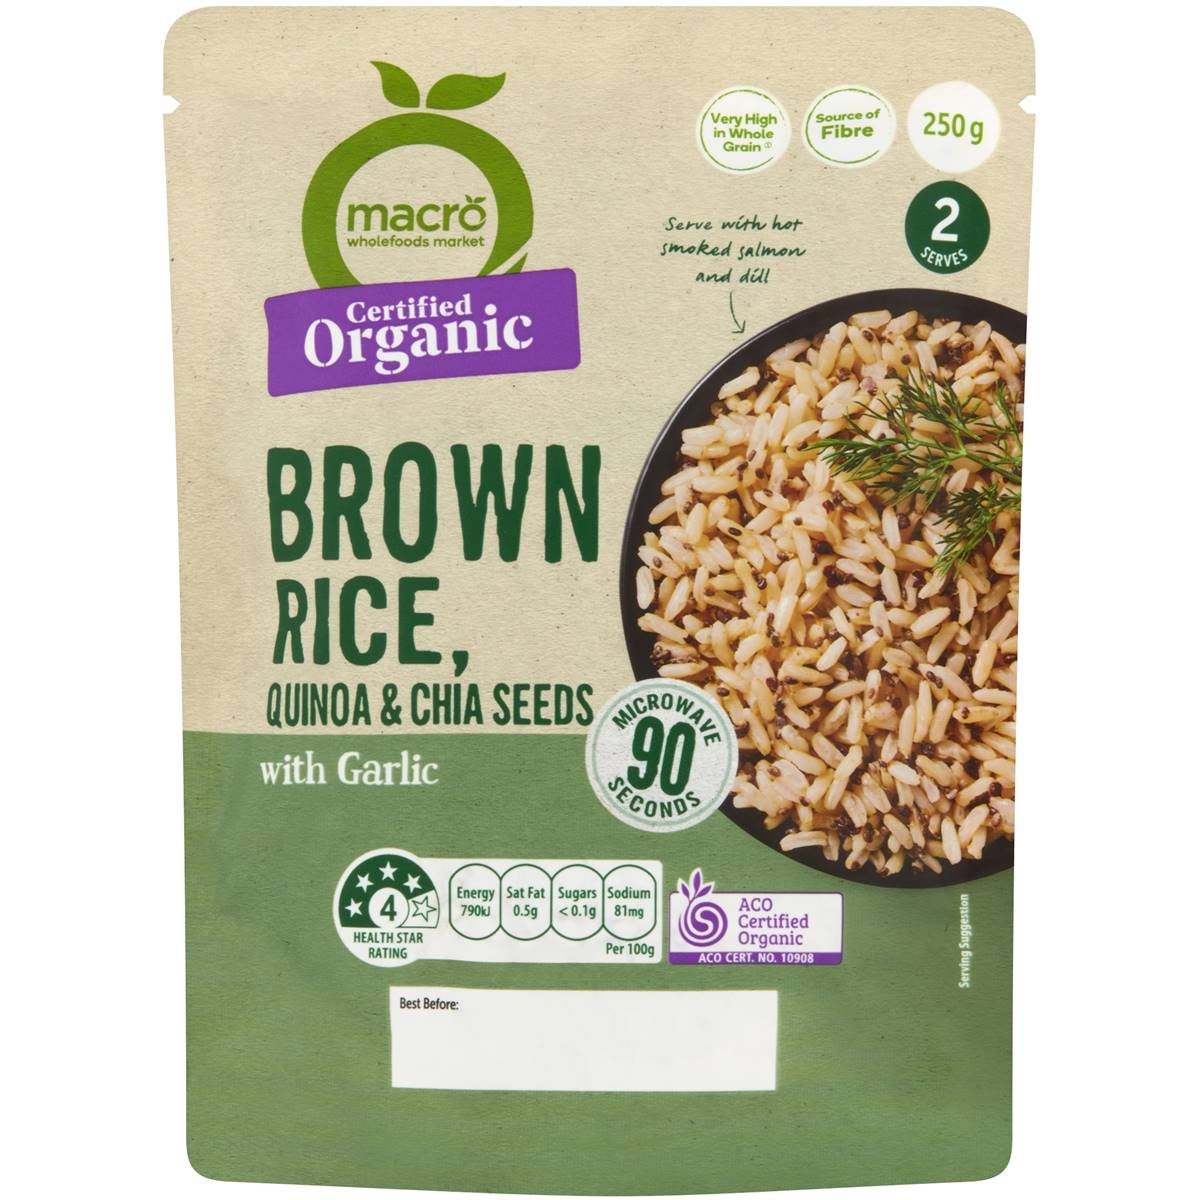 macro
wholefoods market
Certified
Organic
Very High
in Whole
Grain
Source of
Fibre
250 g
2
SERVES
Serve with hot
smoked salmon
and dill
BROWN
RICE,
QUINOA & CHIA SEEDS
with Garlic
MICROWAVE
90
SECONDS
4
HEALTH STAR
RATING
Energy
790kJ
Sat Fat
0.5g
Sugars
<0.1g
Sodium
81mg
Per 100g
ACO
Certified
Organic
ACO CERT. NO. 10908
Best Before:
Serving Suggestion